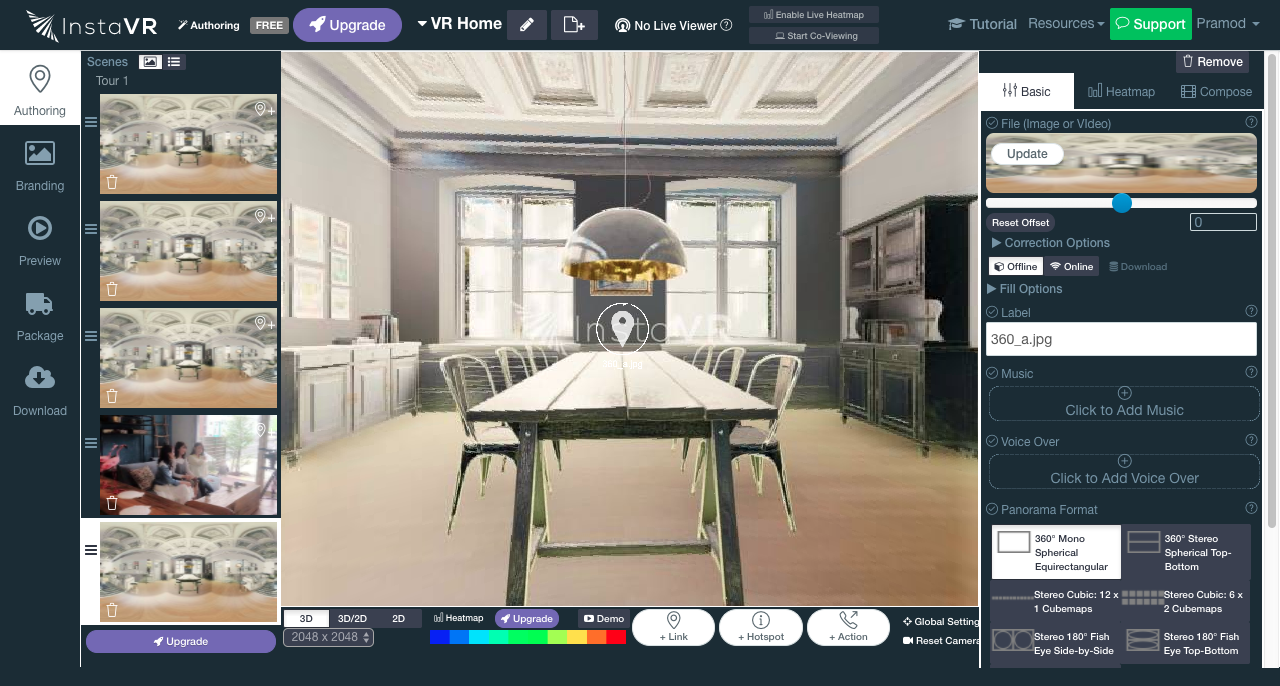 InstaVR
Authoring
FREE
Upgrade
VR Home
No Live Viewer
Enable Live Heatmap
Start Co-Viewing
Tutorial
Resources
Support
Pramod
Authoring
Branding
Preview
Package
Download
Scenes
Tour 1
Upgrade
InstaVR
360_a.jpg
3D
3D/2D
2D
2048 x 2048
Heatmap
Upgrade
Demo
+ Link
+ Hotspot
+ Action
Global Setting
Reset Camera
Remove
Basic
Heatmap
Compose
File (Image or VIdeo)
Update
Reset Offset
0
Correction Options
Offline
Online
Download
Fill Options
Label
360_a.jpg
Music
Click to Add Music
Voice Over
Click to Add Voice Over
Panorama Format
360° Mono
Spherical
Equirectangular
360° Stereo
Spherical Top-
Bottom
Stereo Cubic: 12 x
1 Cubemaps
Stereo Cubic: 6 x
2 Cubemaps
Stereo 180° Fish
Eye Side-by-Side
Stereo 180° Fish
Eye Top-Bottom